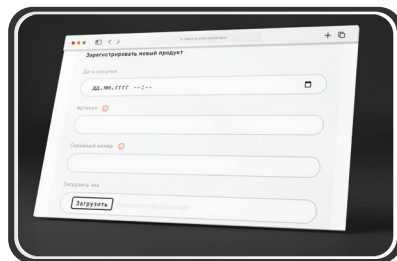 Зарегистрировать новый продукт
Дата покупки
дд.мм.гггг --:--
Артикул
Серийный номер
Загрузить чек
Загрузить